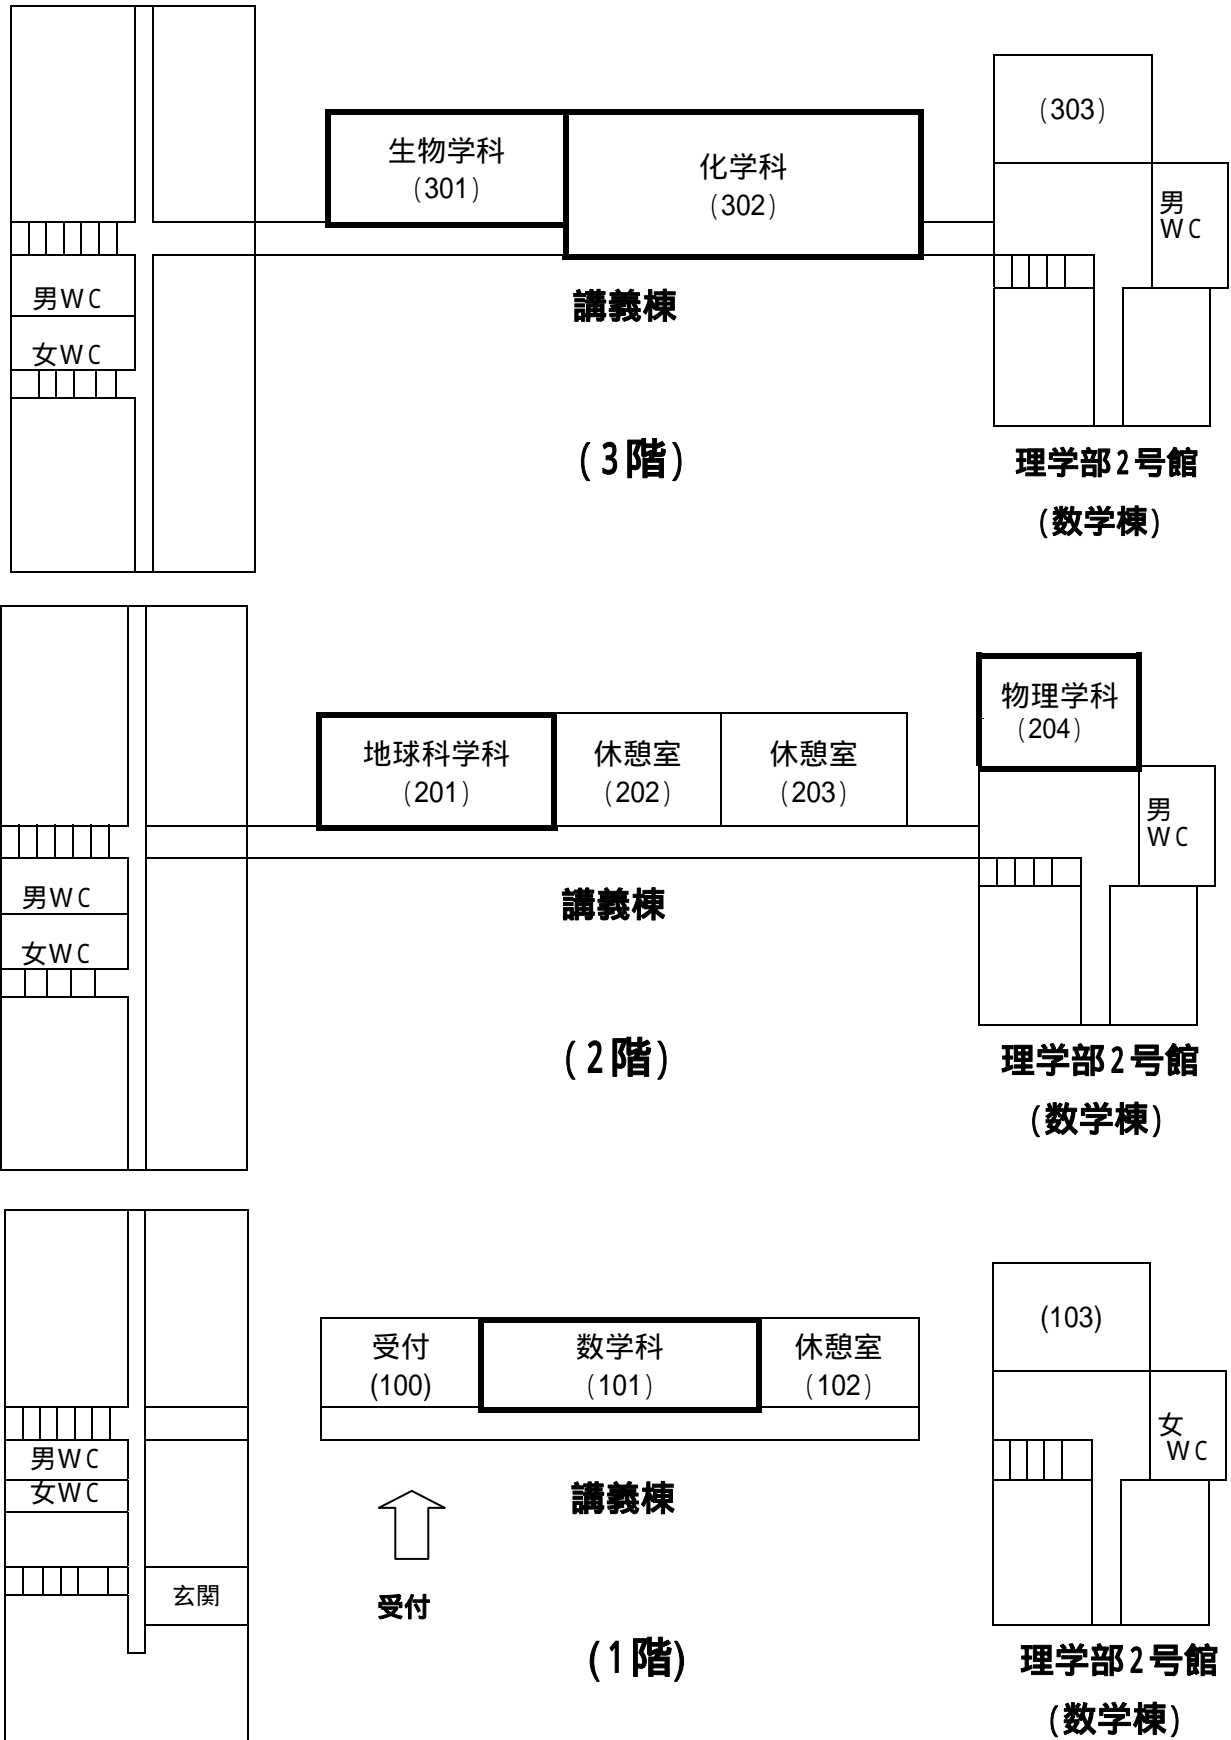 生物学科
(301)
化学科
(302)
(303)
男
WC
男WC
女WC
講義棟
(3階)
理学部2号館
(数学棟)
物理学科
(204)
地球科学科
(201)
休憩室
(202)
休憩室
(203)
男
WC
男WC
女WC
講義棟
(2階)
理学部2号館
(数学棟)
(103)
受付
(100)
数学科
(101)
休憩室
(102)
女
WC
男WC
女WC
講義棟
玄関
受付
(1階)
理学部2号館
(数学棟)